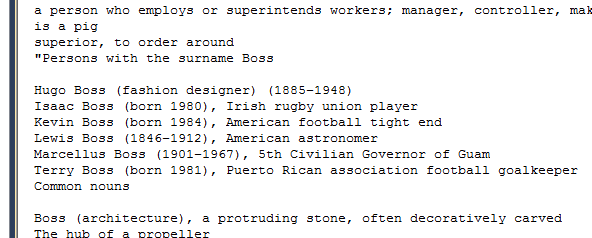 a person who employs or superintends workers; manager, controller, mak
is a pig
superior, to order around
"Persons with the surname Boss
Hugo Boss (fashion designer) (1885–1948)
Isaac Boss (born 1980), Irish rugby union player
Kevin Boss (born 1984), American football tight end
Lewis Boss (1846–1912), American astronomer
Marcellus Boss (1901–1967), 5th Civilian Governor of Guam
Terry Boss (born 1981), Puerto Rican association football goalkeeper
Common nouns
Boss (architecture), a protruding stone, often decoratively carved
The hub of a propeller